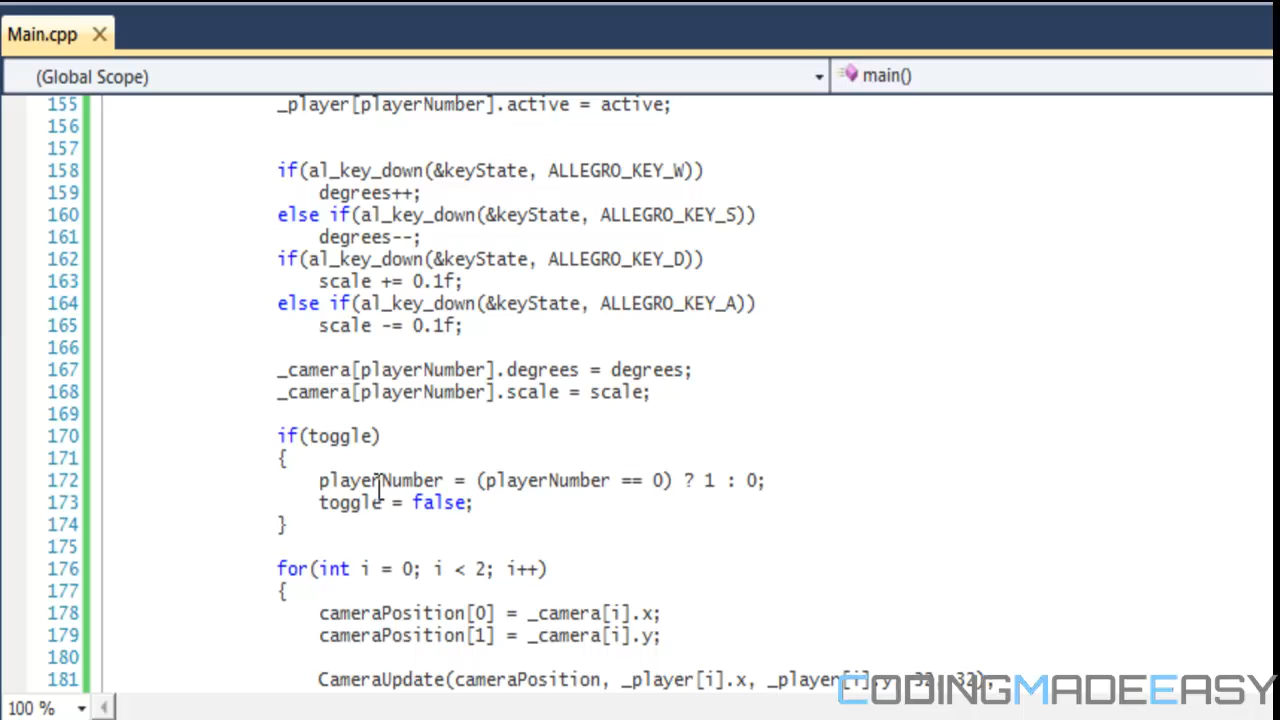 Main.cpp
(Global Scope) main()
155 _player[playerNumber].active = active;
156
157
158 if(al_key_down(&keyState, ALLEGRO_KEY_W))
159 degrees++;
160 else if(al_key_down(&keyState, ALLEGRO_KEY_S))
161 degrees--;
162 if(al_key_down(&keyState, ALLEGRO_KEY_D))
163 scale += 0.1f;
164 else if(al_key_down(&keyState, ALLEGRO_KEY_A))
165 scale -= 0.1f;
166
167 _camera[playerNumber].degrees = degrees;
168 _camera[playerNumber].scale = scale;
169
170 if(toggle)
171 {
172 playerNumber = (playerNumber == 0) ? 1 : 0;
173 toggle = false;
174 }
175
176 for(int i = 0; i < 2; i++)
177 {
178 cameraPosition[0] = _camera[i].x;
179 cameraPosition[1] = _camera[i].y;
180
181 CameraUpdate(cameraPosition, _player[i].x, _player[i].y, 32, 32);
CODINGMADEEASY
100 %